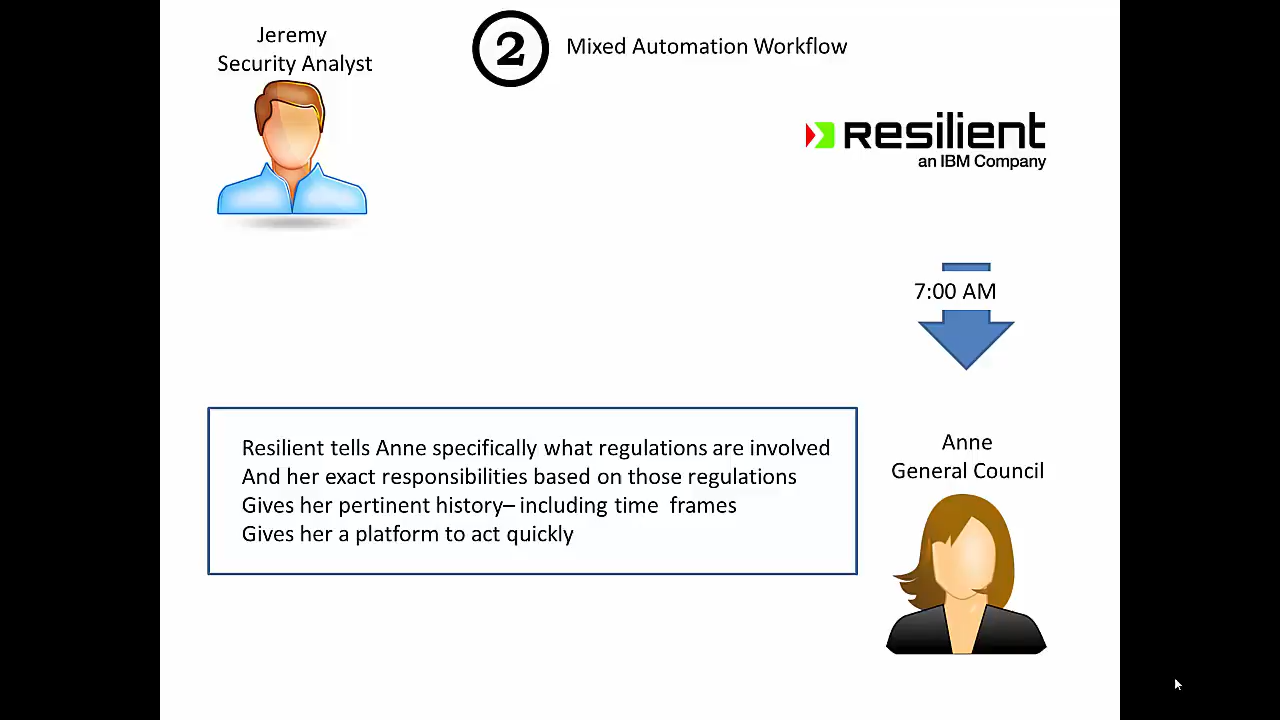 Jeremy
Security Analyst
2
Mixed Automation Workflow
Resilient
an IBM Company
7:00 AM
Resilient tells Anne specifically what regulations are involved
And her exact responsibilities based on those regulations
Gives her pertinent history– including time  frames
Gives her a platform to act quickly
Anne
General Council